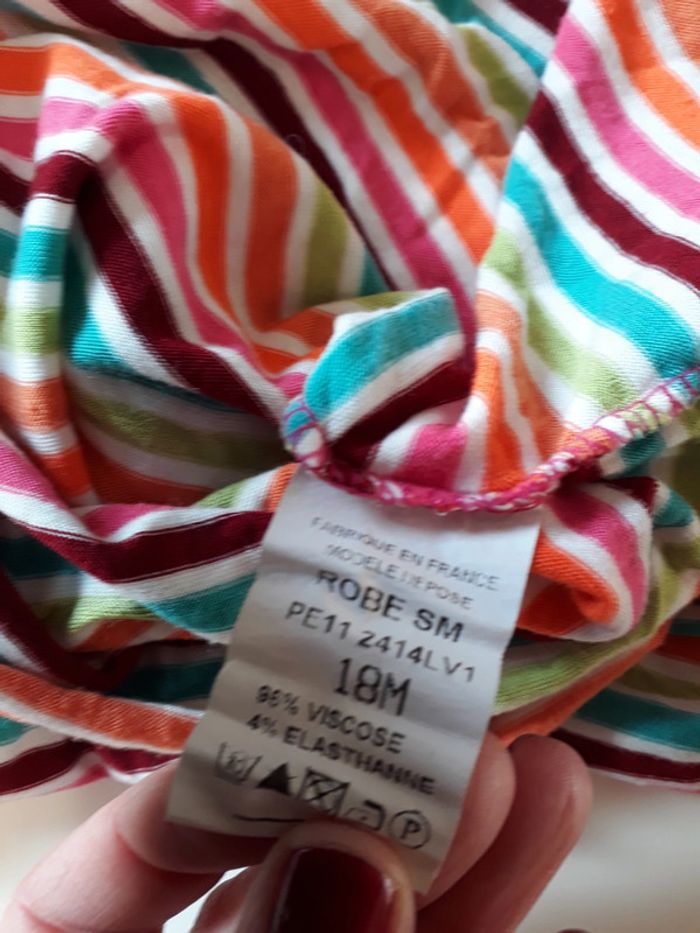 FABRIQUE EN FRANCE
MODELE DEPOSE
ROBE SM
PE11 2414LV1
18M
96% VISCOSE
4% ELASTHANNE
P